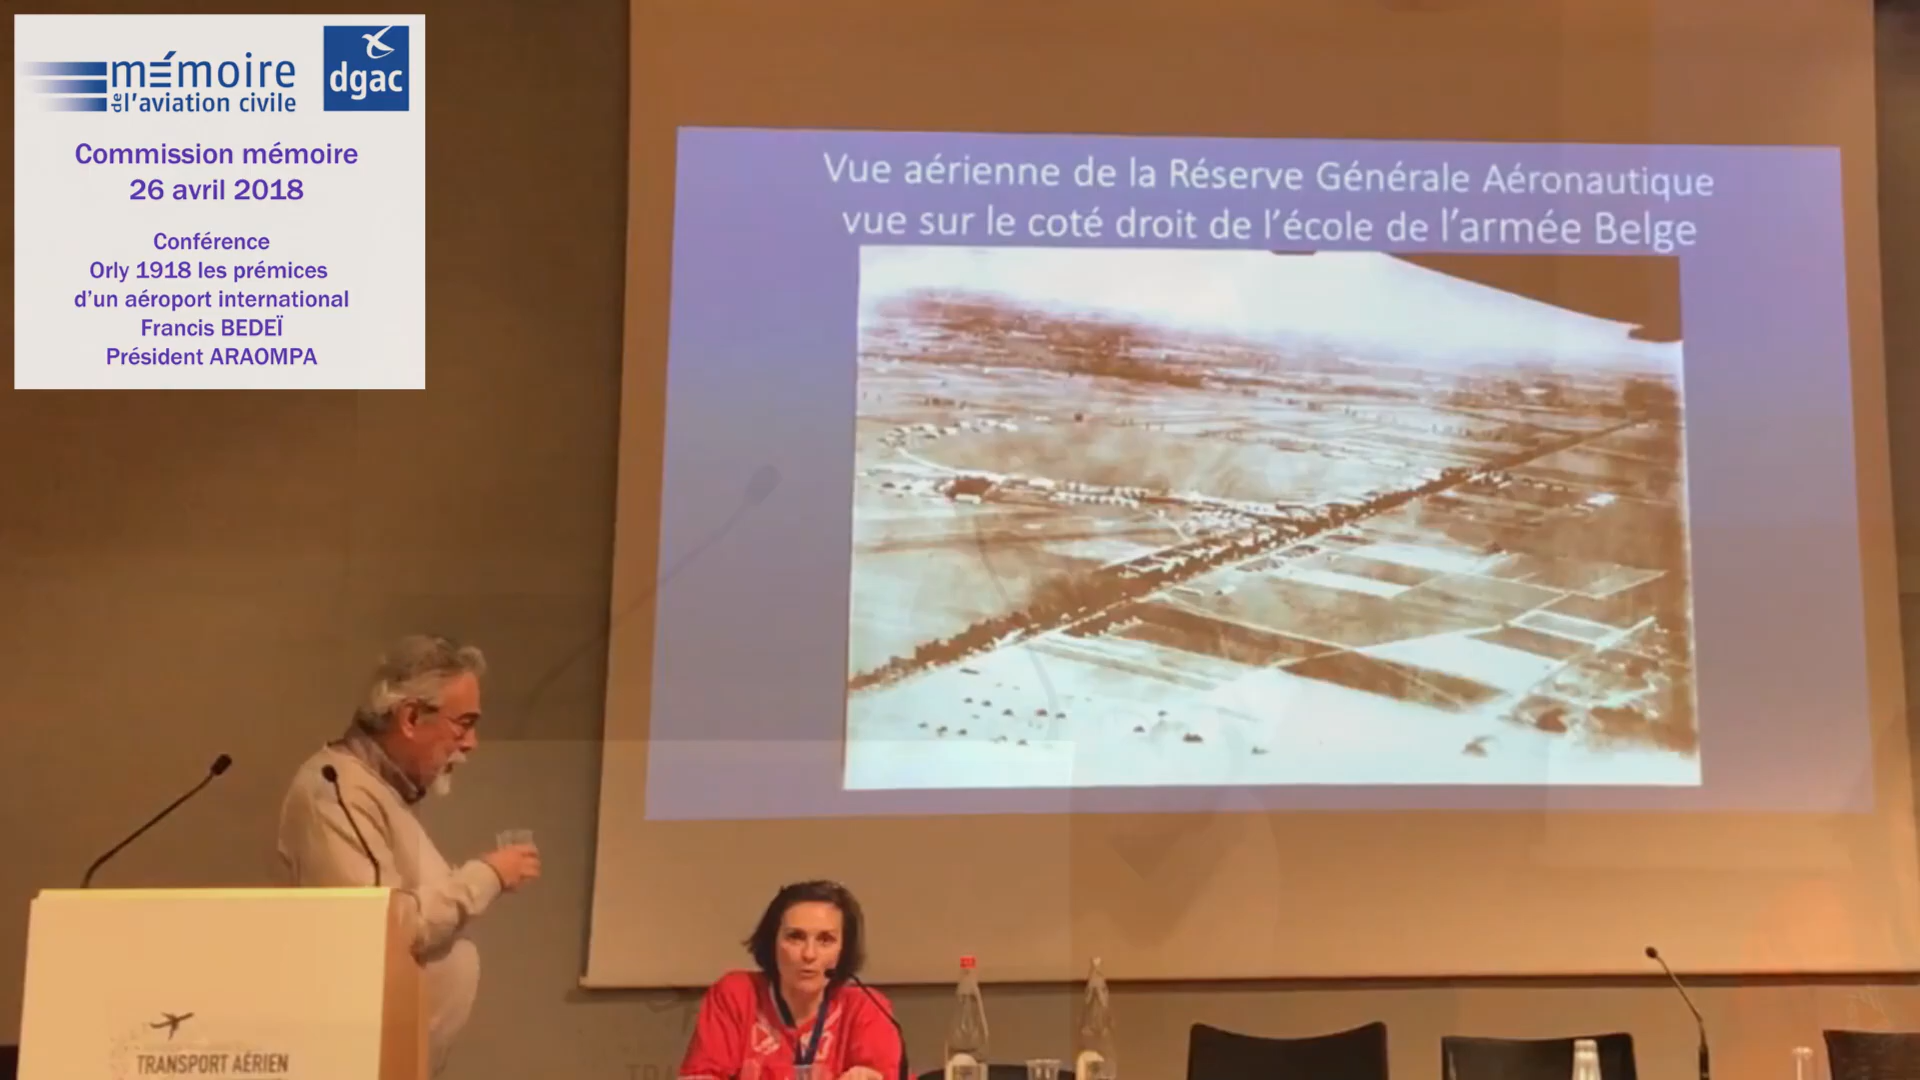 mémoire
de l'aviation civile
dgac
Commission mémoire
26 avril 2018
Conférence
Orly 1918 les prémices
d'un aéroport international
Francis BEDEÏ
Président ARAOMPA
Vue aérienne de la Réserve Générale Aéronautique
vue sur le coté droit de l'école de l'armée Belge
TRANSPORT AÉRIEN